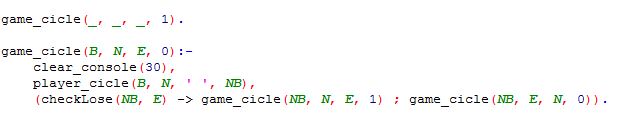 game_cicle(_, _, _, 1).
game_cicle(B, N, E, 0):-
clear_console(30),
player_cicle(B, N, ' ', NB),
(checkLose(NB, E) -> game_cicle(NB, N, E, 1) ; game_cicle(NB, E, N, 0)).